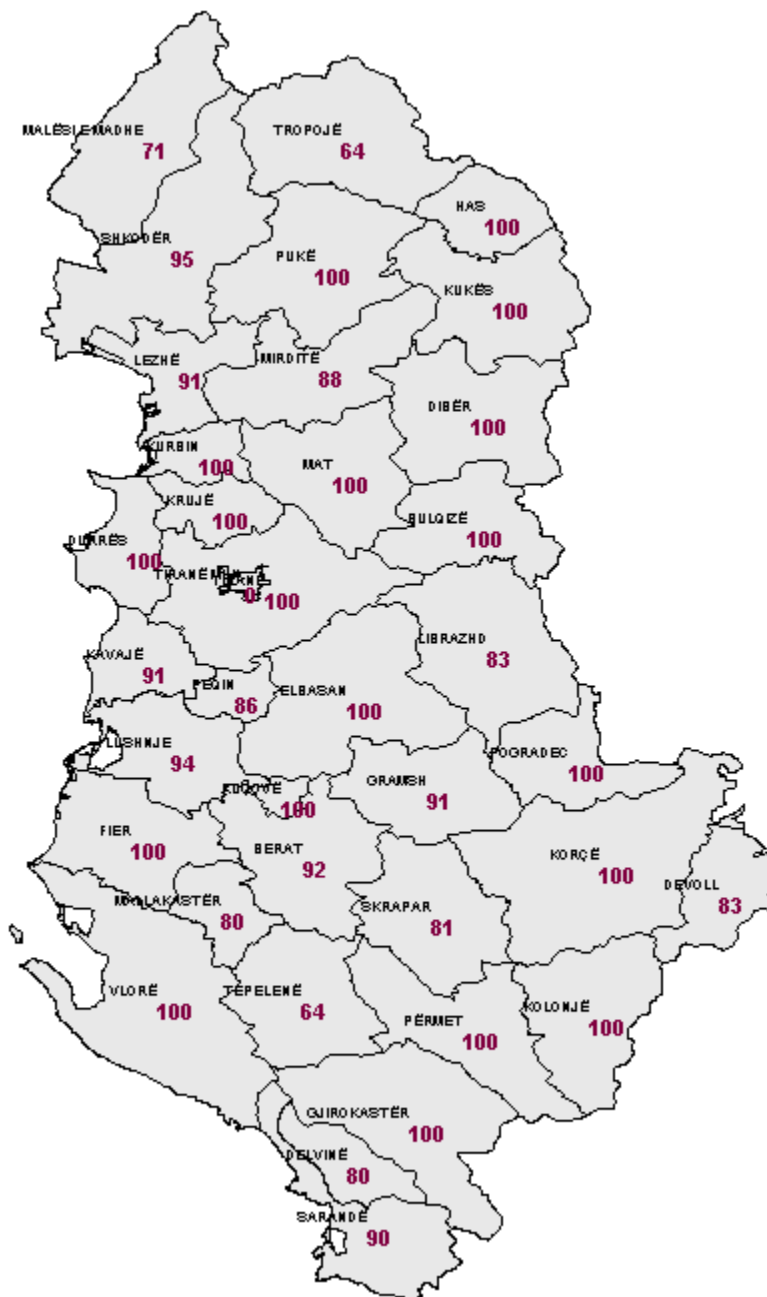 MALËSI E MADHE
71
TROPOJË
64
HAS
100
SHKODËR
95
PUKË
100
KUKËS
100
LEZHË
91
MIRDITË
88
DIBËR
100
KURBIN
100
MAT
100
KRUJË
100
BULQIZË
100
DURRËS
100
0
100
LIBRAZHD
83
KAVAJË
91
PEQIN
86
ELBASAN
100
LUSHNJE
94
POGRADEC
100
KUÇOVË
100
GRAMSH
91
FIER
100
BERAT
92
KORÇË
100
DEVOLL
83
MALLAKASTËR
80
SKRAPAR
81
VLORË
100
TEPELENË
64
PËRMET
100
KOLONJË
100
GJIROKASTËR
100
DELVINË
80
SARANDË
90